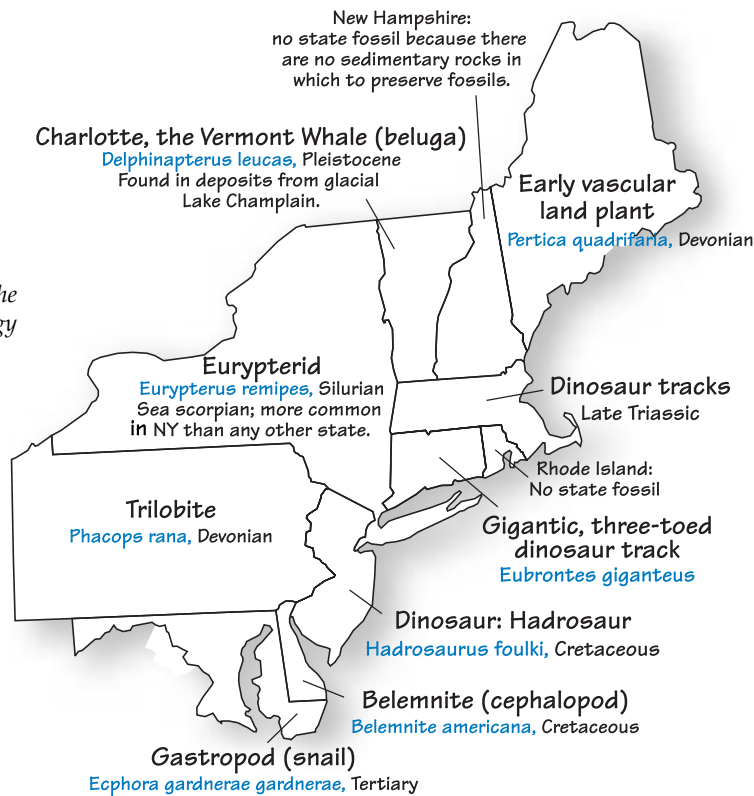 New Hampshire:
no state fossil because there
are no sedimentary rocks in
which to preserve fossils.
Charlotte, the Vermont Whale (beluga)
Delphinapterus leucas, Pleistocene
Found in deposits from glacial
Lake Champlain.
Early vascular
land plant
Pertica quadrifaria, Devonian
he
gy
Eurypterid
Eurypterus remipes, Silurian
Sea scorpian; more common
in NY than any other state.
Dinosaur tracks
Late Triassic
Rhode Island:
No state fossil
Trilobite
Phacops rana, Devonian
Gigantic, three-toed
dinosaur track
Eubrontes giganteus
Dinosaur: Hadrosaur
Hadrosaurus foulki, Cretaceous
Belemnite (cephalopod)
Belemnite americana, Cretaceous
Gastropod (snail)
Ecphora gardnerae gardnerae, Tertiary